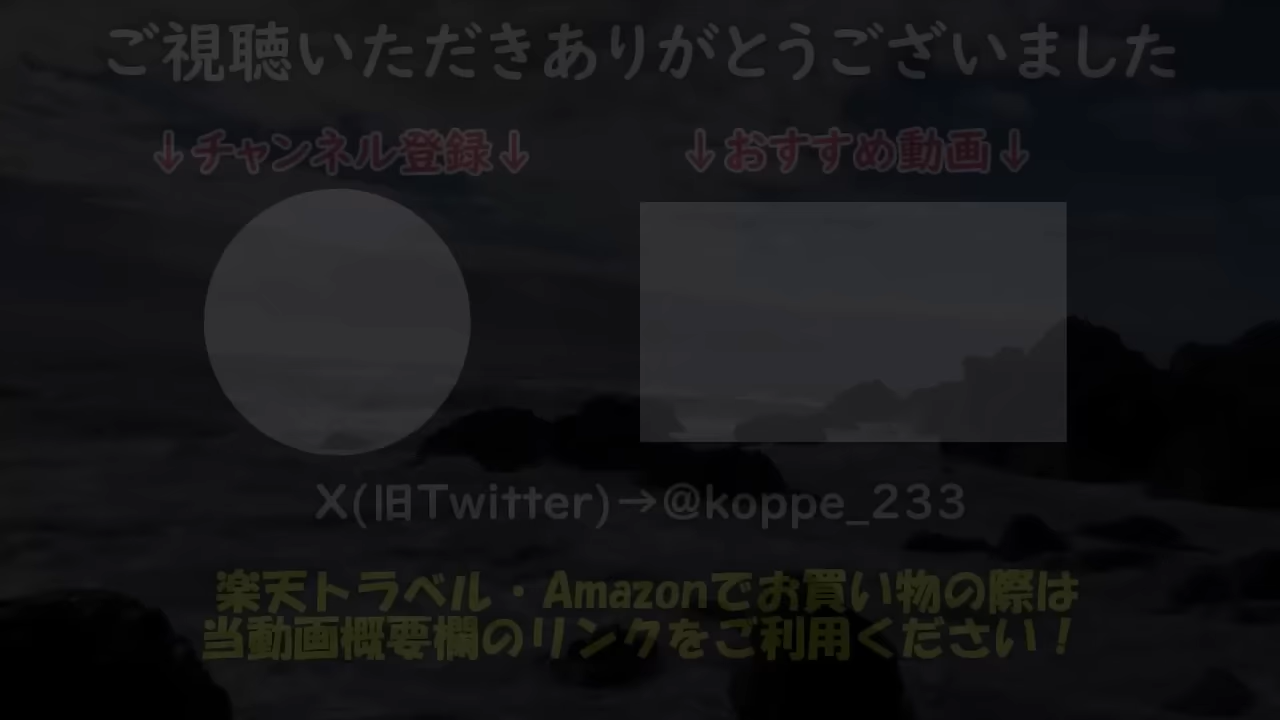 ご視聴いただきありがとうございました
↓チャンネル登録↓
↓おすすめ動画↓
X(旧Twitter)→@koppe_233
楽天トラベル・Amazonでお買い物の際は
当動画概要欄のリンクをご利用ください！